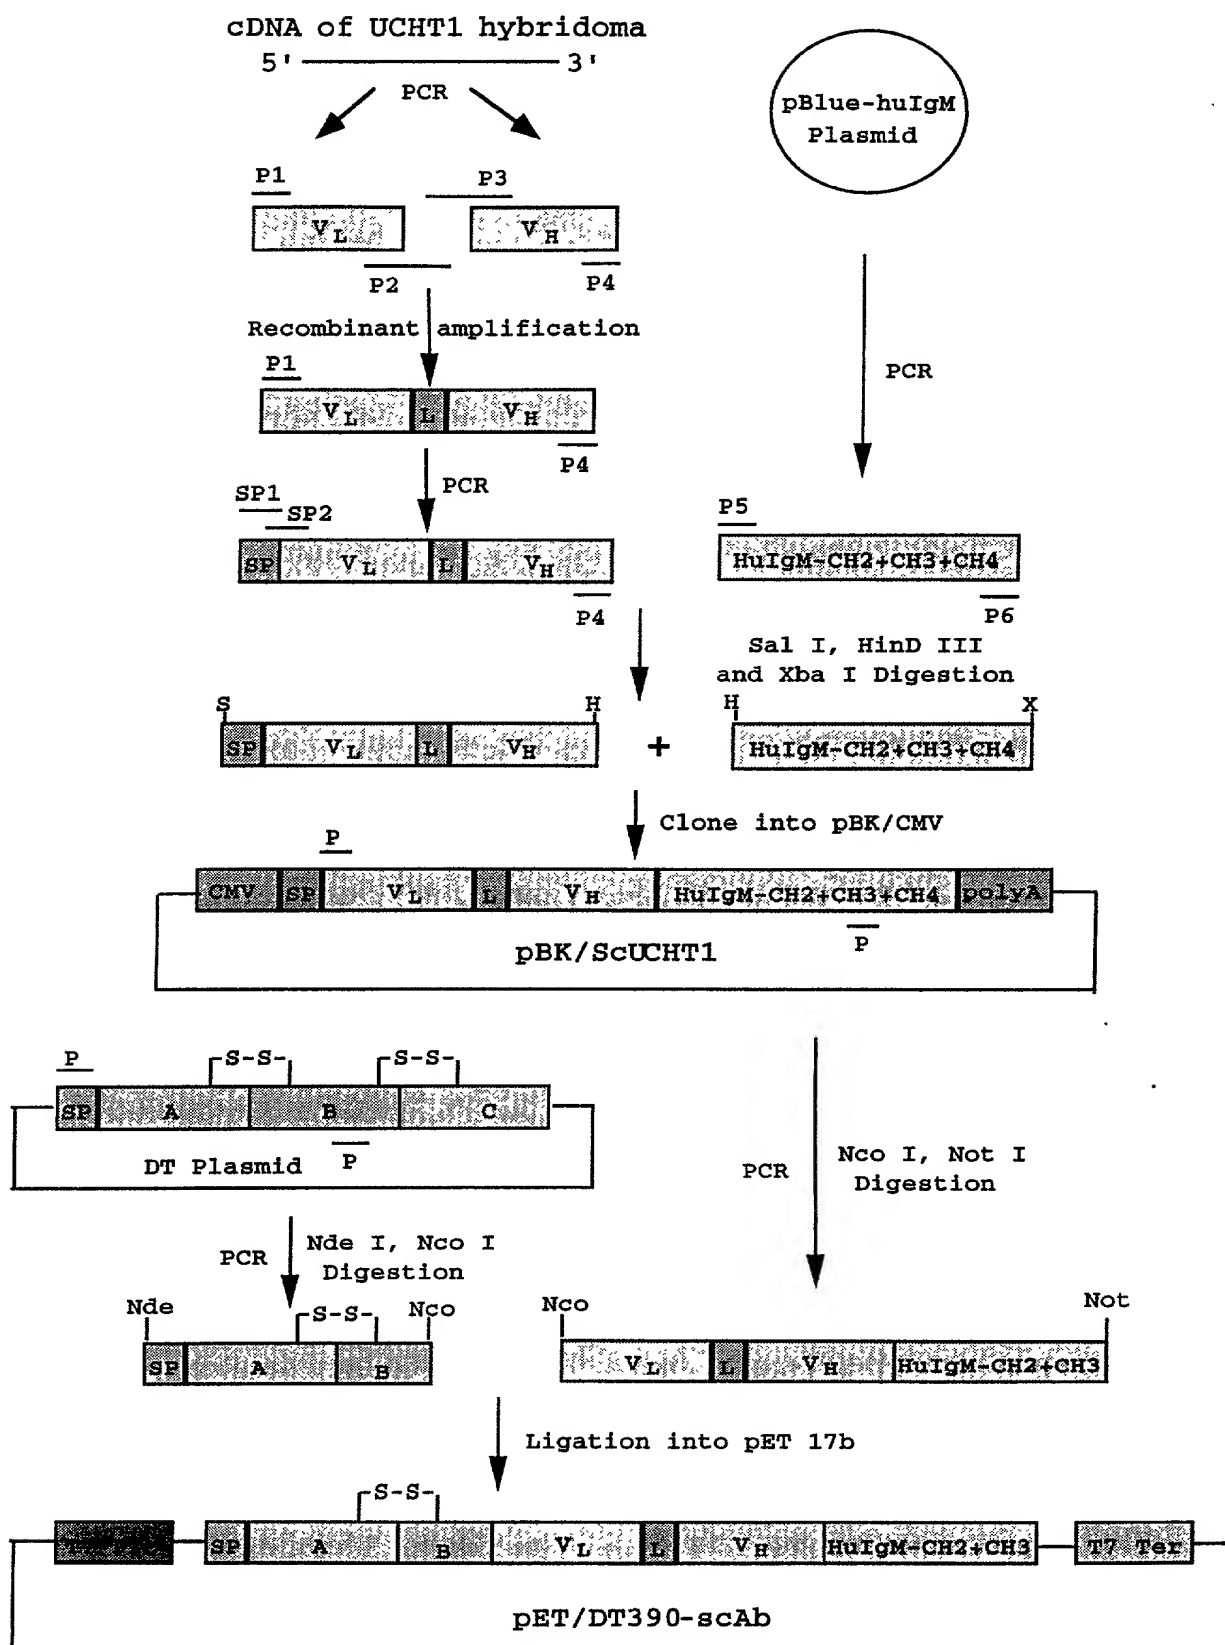 cDNA of UCHT1 hybridoma
5' 3'
PCR
pBlue-huIgM
Plasmid
P1
P3
VL
VH
P2
P4
Recombinant amplification
PCR
P1
VL L VH
P4
PCR
SP1
SP2
P5
SP VL L VH
HuIgM-CH2+CH3+CH4
P4
P6
Sal I, HinD III
and Xba I Digestion
S H
H X
SP VL L VH
+
HuIgM-CH2+CH3+CH4
Clone into pBK/CMV
P
CMV SP VL L VH HuIgM-CH2+CH3+CH4 polyA
P
pBK/ScUCHT1
P
-S-S- -S-S-
SP A B C
DT Plasmid
P
PCR
Nco I, Not I
Digestion
PCR
Nde I, Nco I
Digestion
Nde
-S-S-
Nco
Nco
Not
SP A B
VL L VH HuIgM-CH2+CH3
Ligation into pET 17b
-S-S-
SP A B VL L VH HuIgM-CH2+CH3 T7 Ter
pET/DT390-scAb